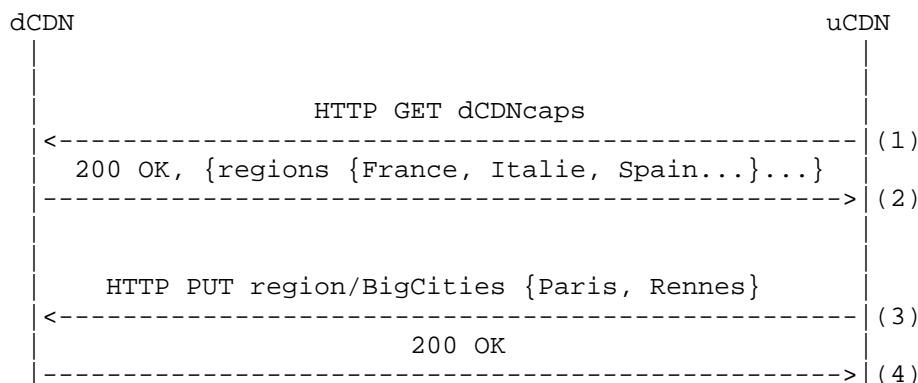 dCDN uCDN
HTTP GET dCDNcaps
<--------------------------------------------------(1)
200 OK, {regions {France, Italie, Spain...}...}
-------------------------------------------------->(2)
HTTP PUT region/BigCities {Paris, Rennes}
<--------------------------------------------------(3)
200 OK
-------------------------------------------------->(4)